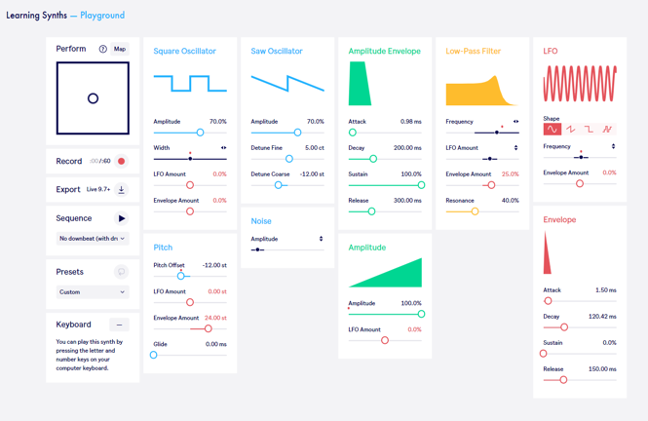 Learning Synths — Playground
Perform
?
Map
Record
:00/:60
Export
Live 9.7+
Sequence
No downbeat (with dn
Presets
Custom
Keyboard
You can play this synth by
pressing the letter and
number keys on your
computer keyboard.
Square Oscillator
Amplitude 70.0%
Width
LFO Amount 0.0%
Envelope Amount 0.0%
Pitch
Pitch Offset -12.00 st
LFO Amount 0.00 st
Envelope Amount 24.00 st
Glide 0.00 ms
Saw Oscillator
Amplitude 70.0%
Detune Fine 5.00 ct
Detune Coarse -12.00 st
Noise
Amplitude
Amplitude Envelope
Attack 0.98 ms
Decay 200.00 ms
Sustain 100.0%
Release 300.00 ms
Amplitude
Amplitude 100.0%
LFO Amount 0.0%
Low-Pass Filter
Frequency
LFO Amount
Envelope Amount 25.0%
Resonance 40.0%
LFO
Shape
Frequency
Envelope Amount 0.0%
Envelope
Attack 1.50 ms
Decay 120.42 ms
Sustain 0.0%
Release 150.00 ms